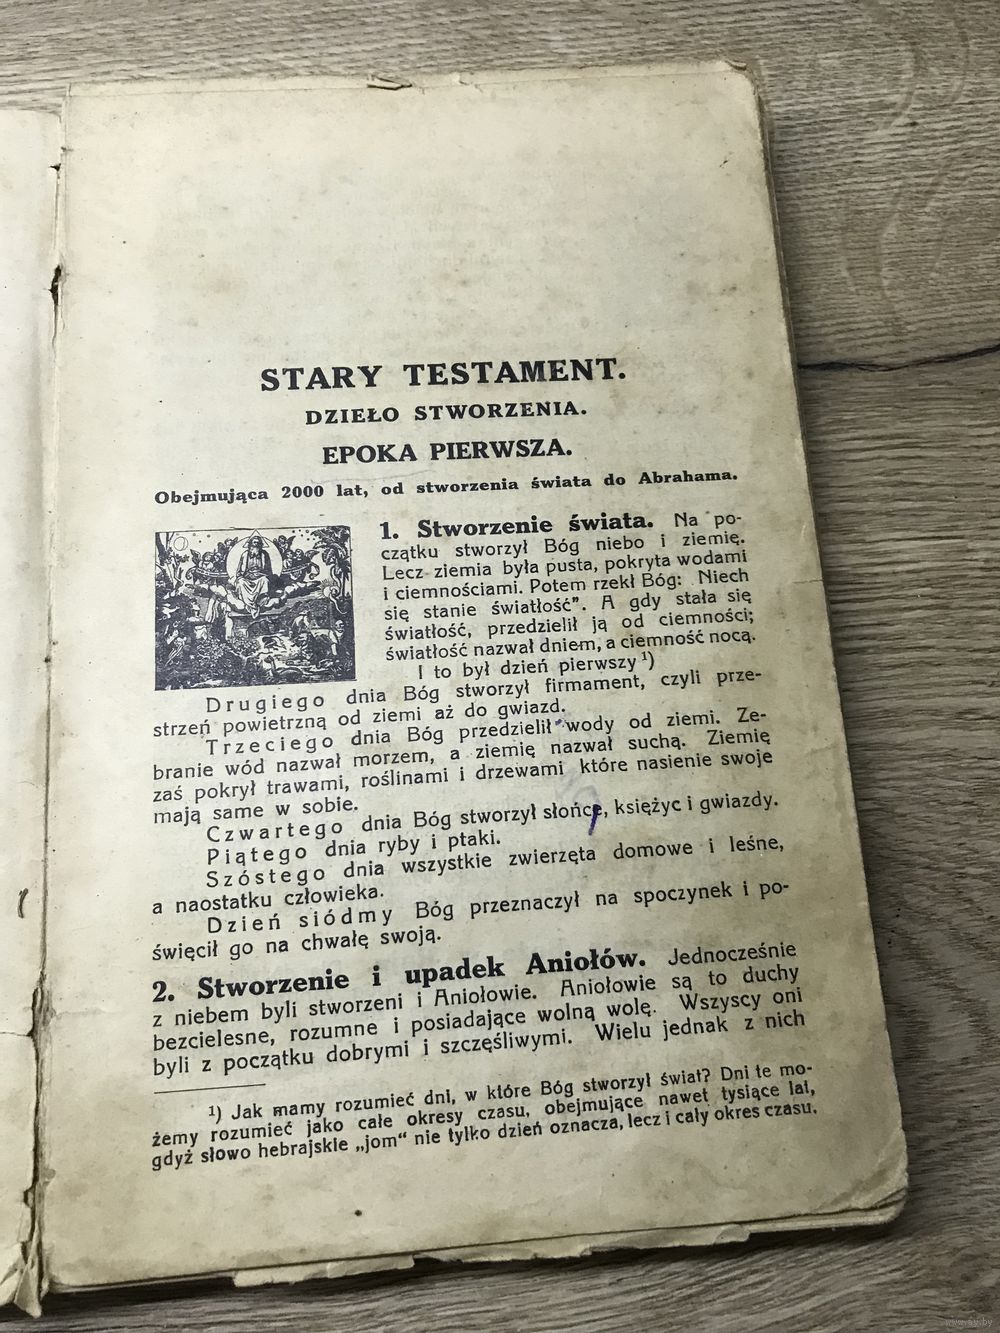 STARY TESTAMENT.
DZIEŁO STWORZENIA.
EPOKA PIERWSZA.
Obejmująca 2000 lat, od stworzenia świata do Abrahama.
1. Stworzenie świata. Na po-
czątku stworzył Bóg niebo i ziemię.
Lecz ziemia była pusta, pokryta wodami
i ciemnościami. Potem rzekł Bóg: Niech
się stanie światłość". A gdy stała się
światłość, przedzielił ją od ciemności;
światłość nazwał dniem, a ciemność nocą.
I to był dzień pierwszy ¹)
Drugiego dnia Bóg stworzył firmament, czyli prze-
strzeń powietrzną od ziemi aż do gwiazd.
Trzeciego dnia Bóg przedzielił wody od ziemi. Ze-
branie wód nazwał morzem, a ziemię nazwał suchą. Ziemię
zaś pokrył trawami, roślinami i drzewami które nasienie swoje
mają same w sobie.
Czwartego dnia Bóg stworzył słońce, księżyc i gwiazdy.
Piątego dnia ryby i ptaki.
Szóstego dnia wszystkie zwierzęta domowe i leśne,
a naostatku człowieka.
Dzień siódmy Bóg przeznaczył na spoczynek i po-
święcił go na chwałę swoją.
2. Stworzenie i upadek Aniołów. Jednocześnie
z niebem byli stworzeni i Aniołowie. Aniołowie są to duchy
bezcielesne, rozumne i posiadające wolną wolę. Wszyscy oni
byli z początku dobrymi i szczęśliwymi. Wielu jednak z nich
¹) Jak mamy rozumieć dni, w które Bóg stworzył świat? Dni te mo-
żemy rozumieć jako całe okresy czasu, obejmujące nawet tysiące lat,
gdyż słowo hebrajskie „jom" nie tylko dzień oznacza, lecz i cały okres czasu.
www.ay.by